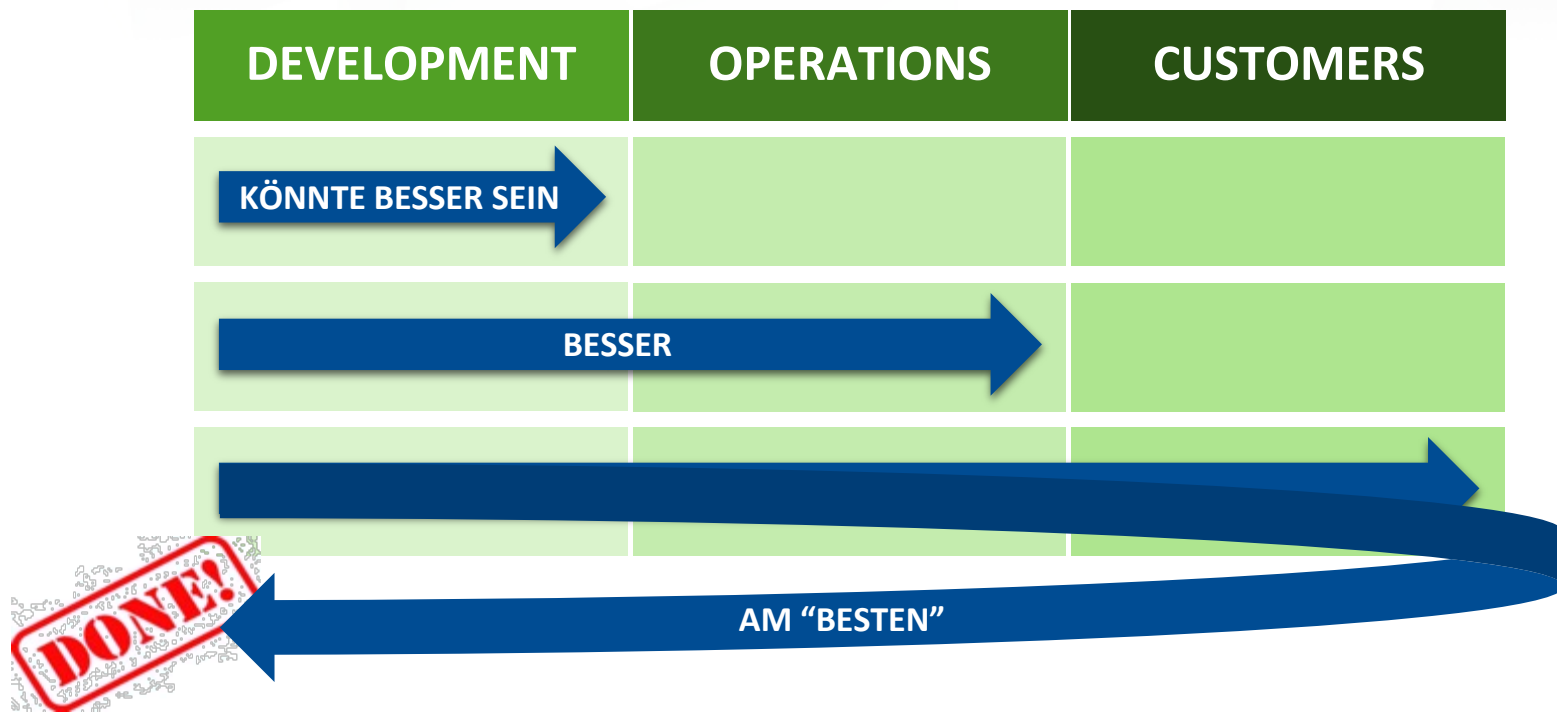 DEVELOPMENT
OPERATIONS
CUSTOMERS
KÖNNTE BESSER SEIN
BESSER
DONE!
AM “BESTEN”